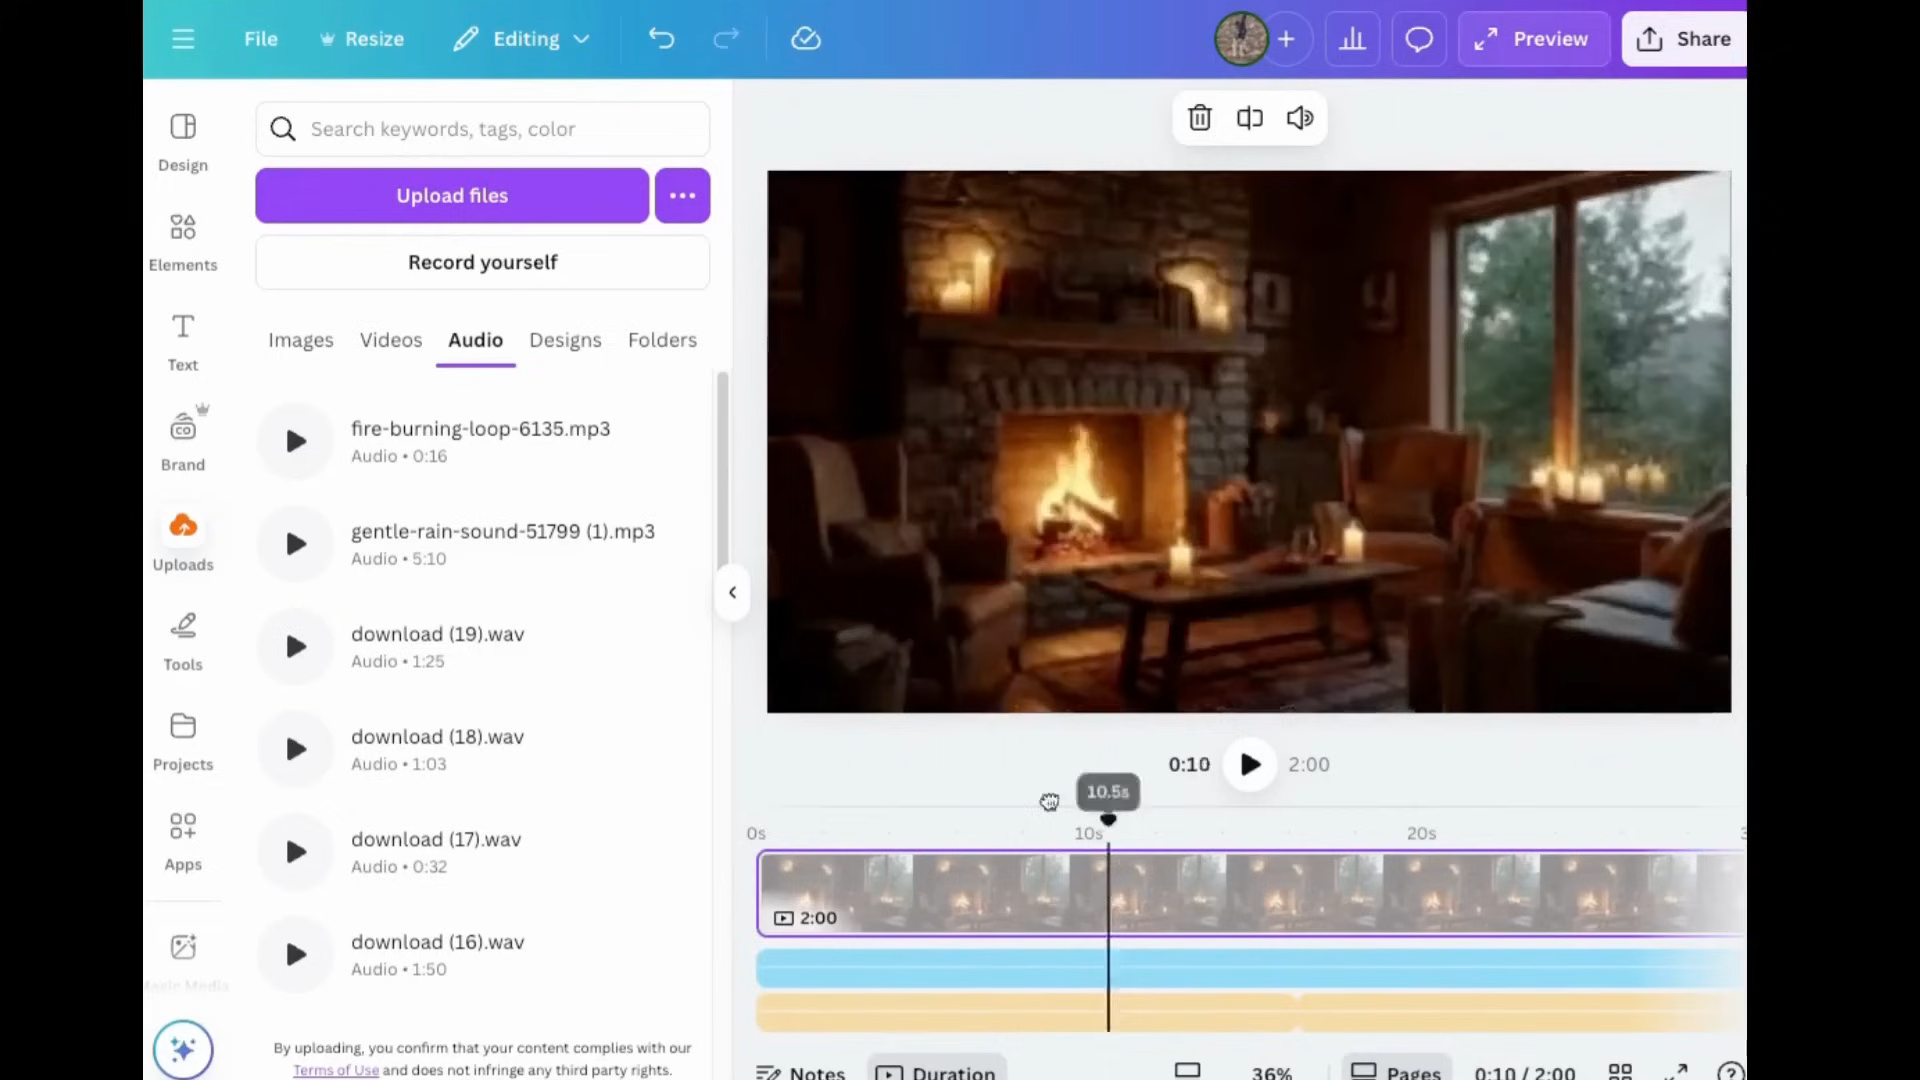 File
Resize
Editing
Preview
Share
Design
Elements
Text
Brand
Uploads
Tools
Projects
Apps
Magic Media
Search keywords, tags, color
Upload files
Record yourself
Images
Videos
Audio
Designs
Folders
fire-burning-loop-6135.mp3
Audio • 0:16
gentle-rain-sound-51799 (1).mp3
Audio • 5:10
download (19).wav
Audio • 1:25
download (18).wav
Audio • 1:03
download (17).wav
Audio • 0:32
download (16).wav
Audio • 1:50
By uploading, you confirm that your content complies with our
Terms of Use and does not infringe any third party rights.
0:10
2:00
10.5s
0s
10s
20s
2:00
Notes
Duration
36%
Pages
0:10 / 2:00